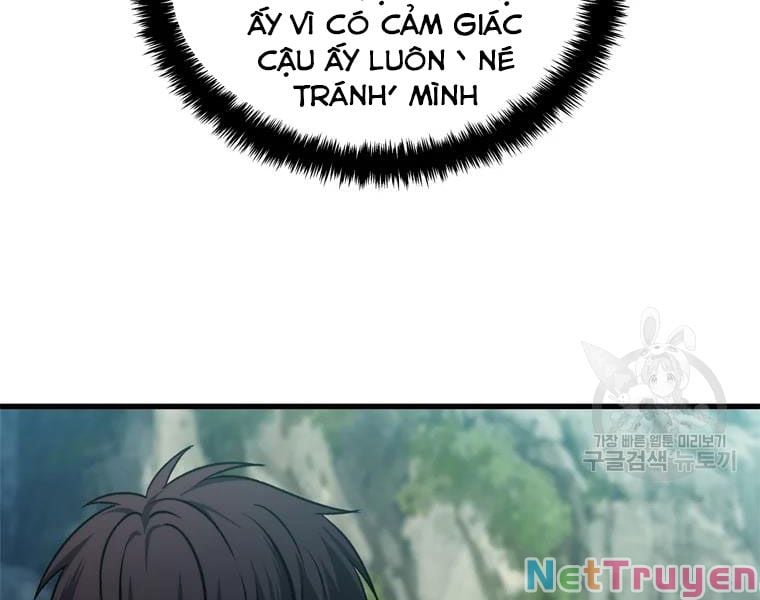 ẤY VÌ CÓ CẢM GIÁC
CẬU ẤY LUÔN ` NÉ
TRÁNH' MÌNH
가장 빠른 웹툰 미리보기
구글검색 뉴토끼
NetTruyen